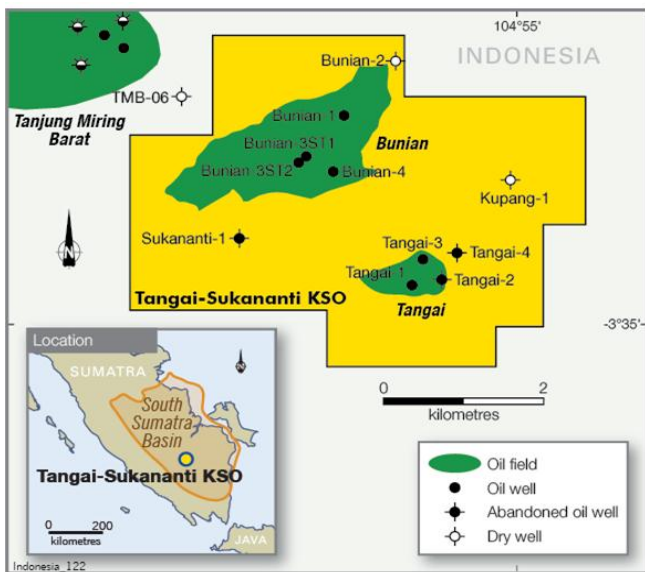 104°55'
INDONESIA
Bunian-2
TMB-06
Tanjung Miring
Barat
Bunian 1
Bunian
Bunian 3ST1
Bunian 3ST2
Bunian-4
Kupang-1
Sukananti-1
Tangai-3
Tangai-4
Tangai-1
Tangai-2
Tangai-Sukananti KSO
Tangai
-3°35'
N
0 2
kilometres
Location
N
SUMATRA
South
Sumatra
Basin
Tangai-Sukananti KSO
0 200
kilometres
JAVA
Oil field
Oil well
Abandoned oil well
Dry well
Indonesia_122